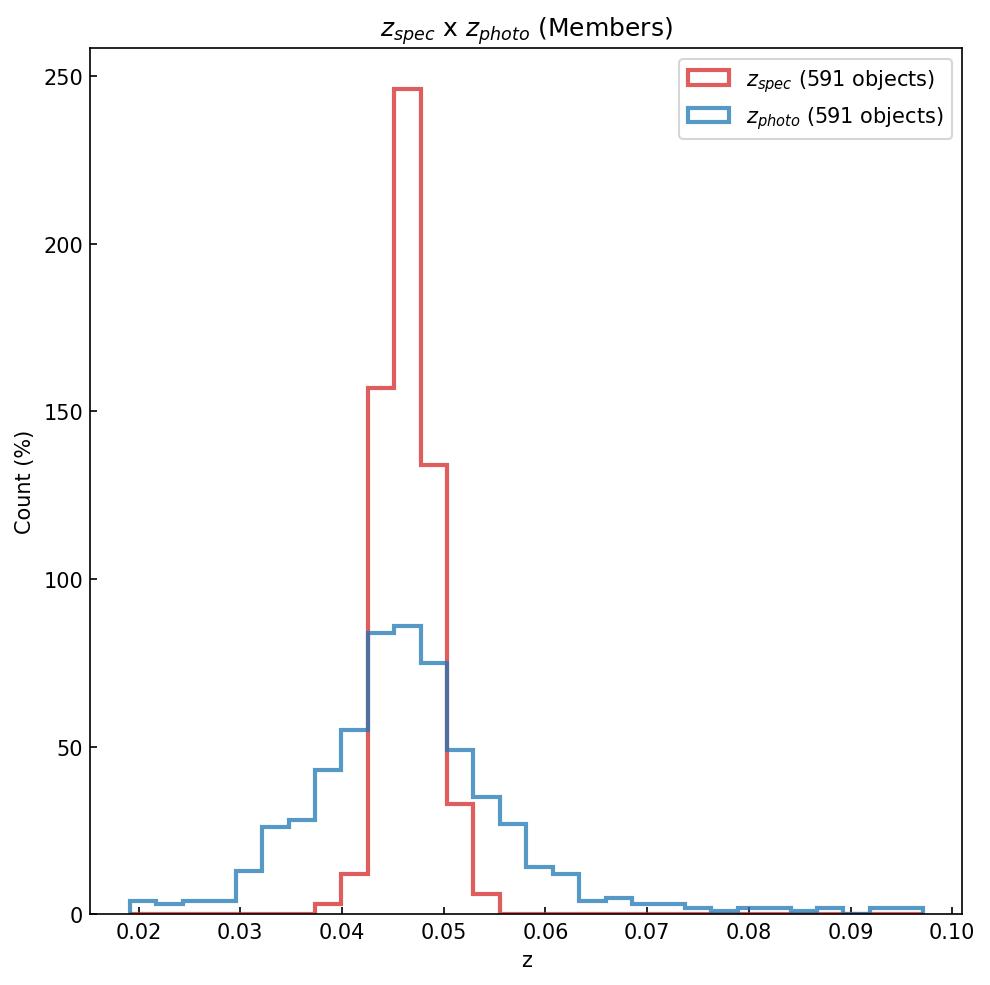 z_spec x z_photo (Members)
z_spec (591 objects)
z_photo (591 objects)
Count (%)
250
200
150
100
50
0
0.02 0.03 0.04 0.05 0.06 0.07 0.08 0.09 0.10
z